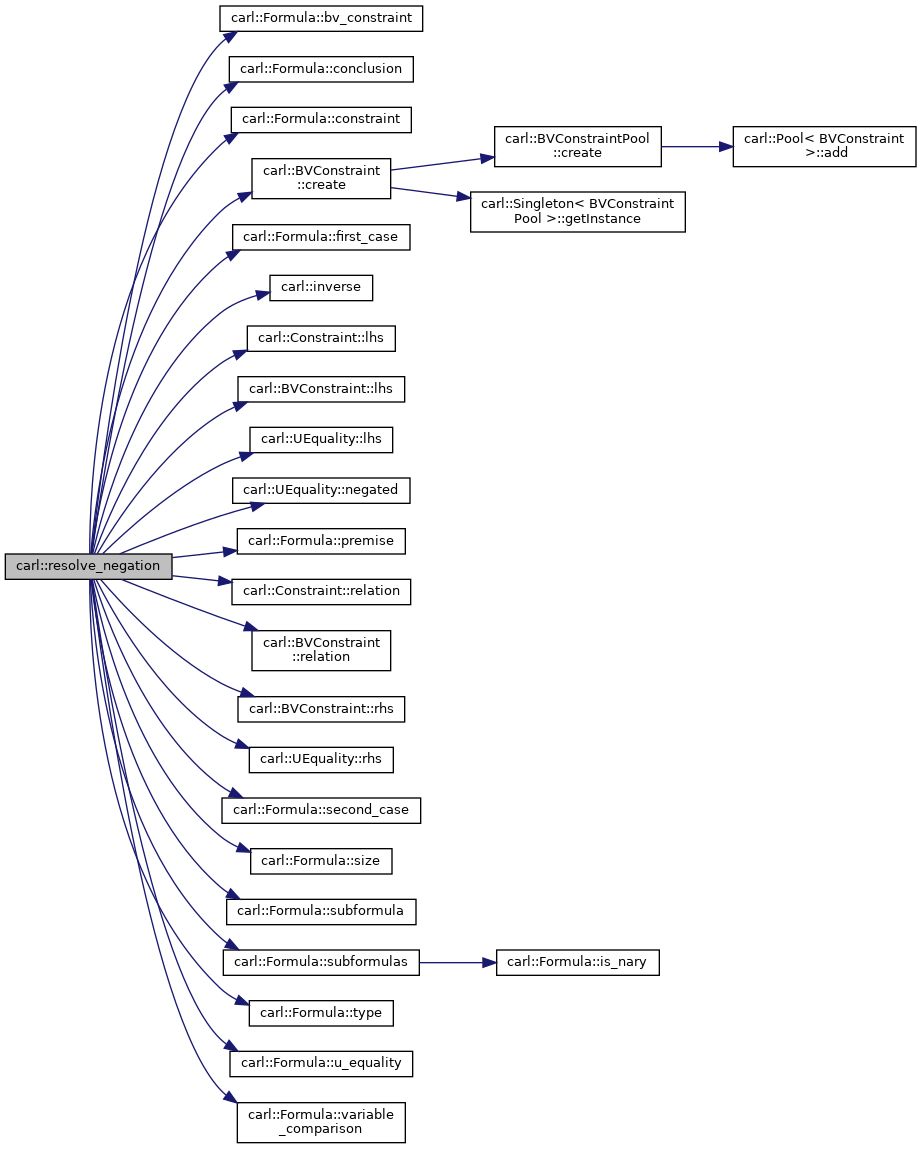 carl::Formula::bv_constraint
carl::Formula::conclusion
carl::Formula::constraint
carl::BVConstraint
::create
carl::BVConstraintPool
::create
carl::Pool< BVConstraint
>::add
carl::Singleton< BVConstraint
Pool >::getInstance
carl::Formula::first_case
carl::inverse
carl::Constraint::lhs
carl::BVConstraint::lhs
carl::UEquality::lhs
carl::UEquality::negated
carl::Formula::premise
carl::resolve_negation
carl::Constraint::relation
carl::BVConstraint
::relation
carl::BVConstraint::rhs
carl::UEquality::rhs
carl::Formula::second_case
carl::Formula::size
carl::Formula::subformula
carl::Formula::subformulas
carl::Formula::is_nary
carl::Formula::type
carl::Formula::u_equality
carl::Formula::variable
_comparison